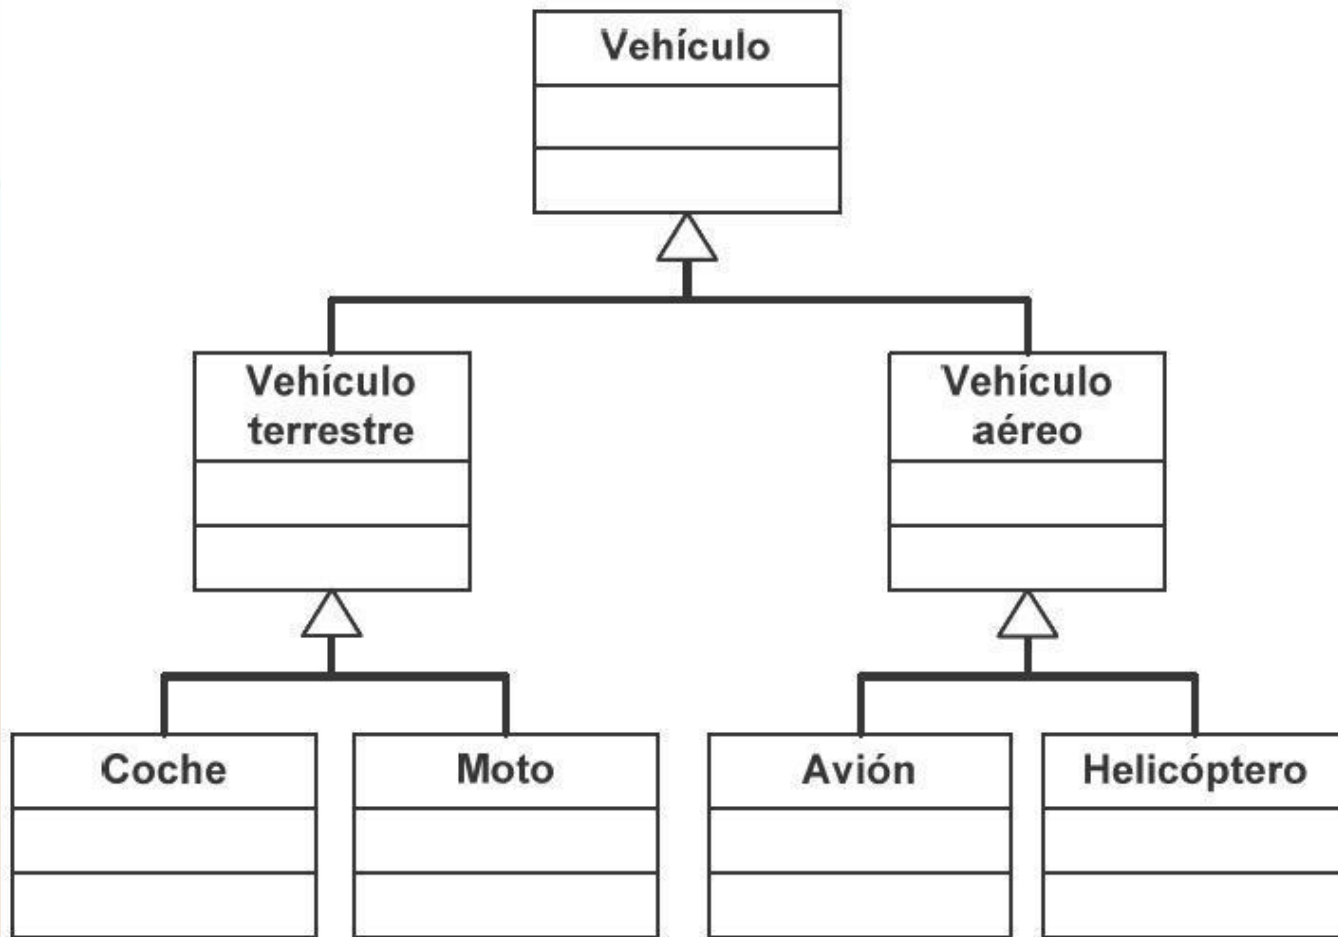 Vehículo
Vehículo
terrestre
Vehículo
aéreo
Coche
Moto
Avión
Helicóptero